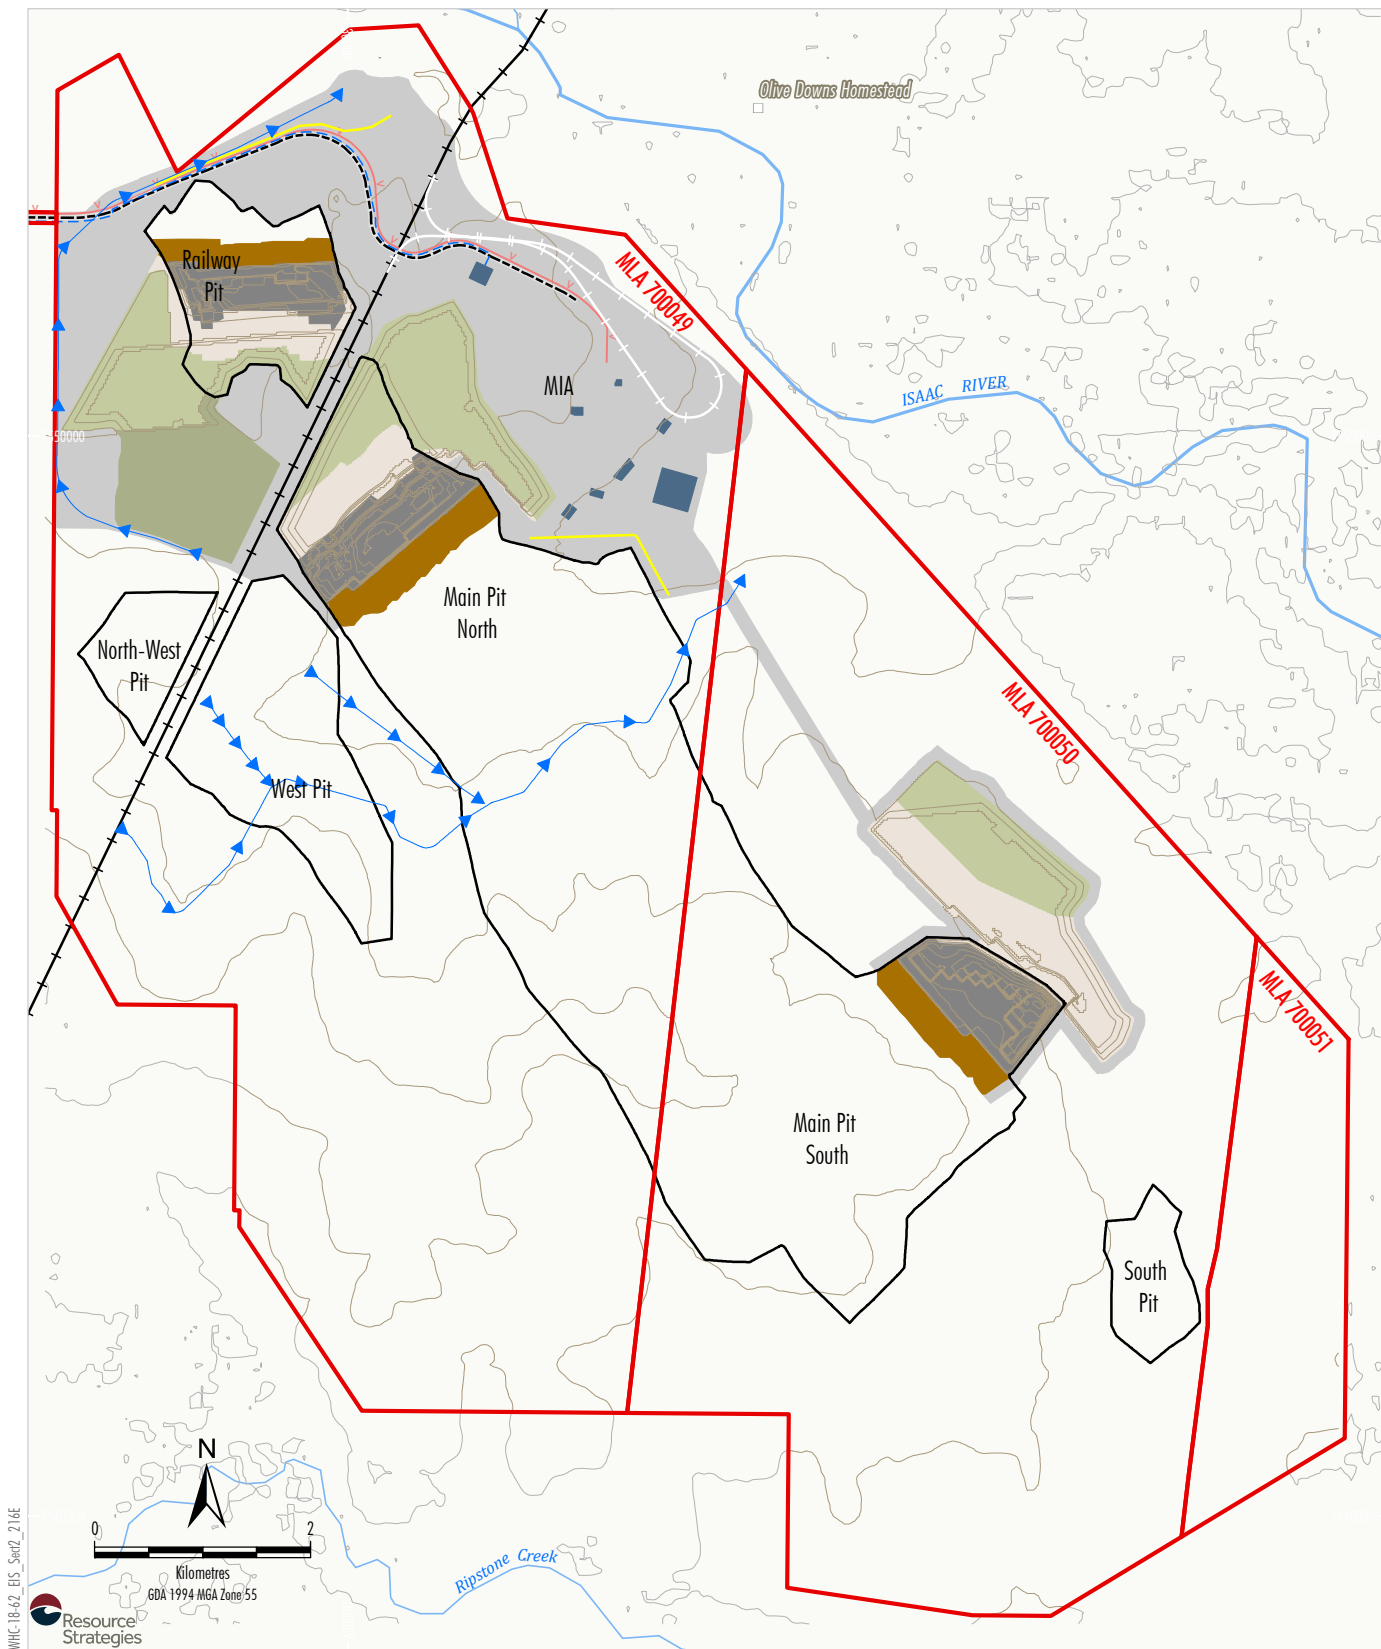 Olive Downs Homestead
Railway
Pit
MLA 700049
MIA
ISAAC RIVER
50000
Main Pit
North
North-West
Pit
MLA 700050
West Pit
MLA 700051
Main Pit
South
South
Pit
N
0 2
Kilometres
GDA 1994 MGA Zone 55
Ripstone Creek
WHC-18-62_EIS_Sect2_216E
Resource
Strategies